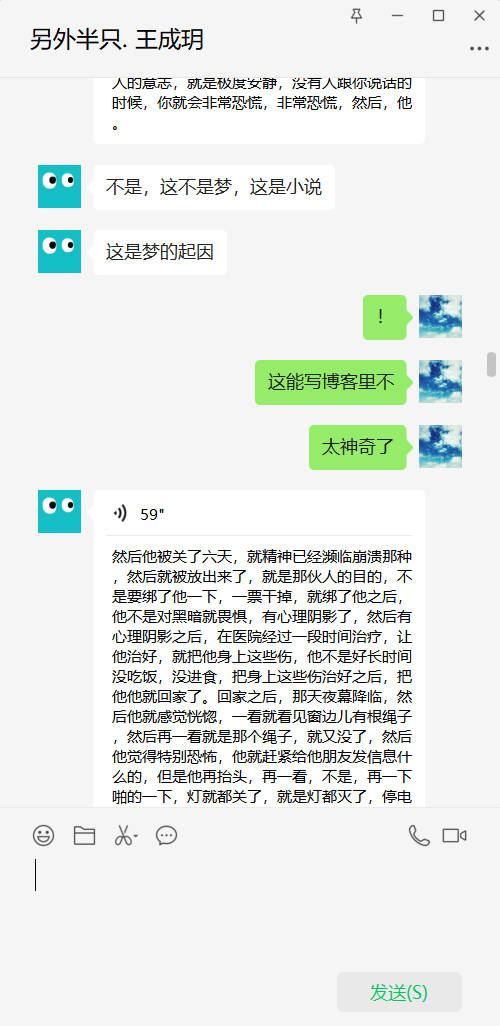 另外半只. 王成玥
人的意志，就是极度安静，没有人跟你说话的
时候，你就会非常恐慌，非常恐慌，然后，他
。
不是，这不是梦，这是小说
这是梦的起因
！
这能写博客里不
太神奇了
59"
然后他被关了六天，就精神已经濒临崩溃那种
，然后就被放出来了，就是那伙人的目的，不
是要绑了他一下，一票干掉，就绑了他之后，
他不是对黑暗就畏惧，有心理阴影了，然后有
心理阴影之后，在医院经过一段时间治疗，让
他治好，就把他身上这些伤，他不是好长时间
没吃饭，没进食，把身上这些伤治好之后，把
他他就回家了。回家之后，那天夜幕降临，然
后他就感觉恍惚，一看就看见窗边儿有根绳子
，然后再一看就是那个绳子，就又没了，然后
他觉得特别恐怖，他就赶紧给他朋友发信息什
么的，但是他再抬头，再一看，不是，再一下
啪的一下，灯就都关了，就是灯都灭了，停电
发送(S)